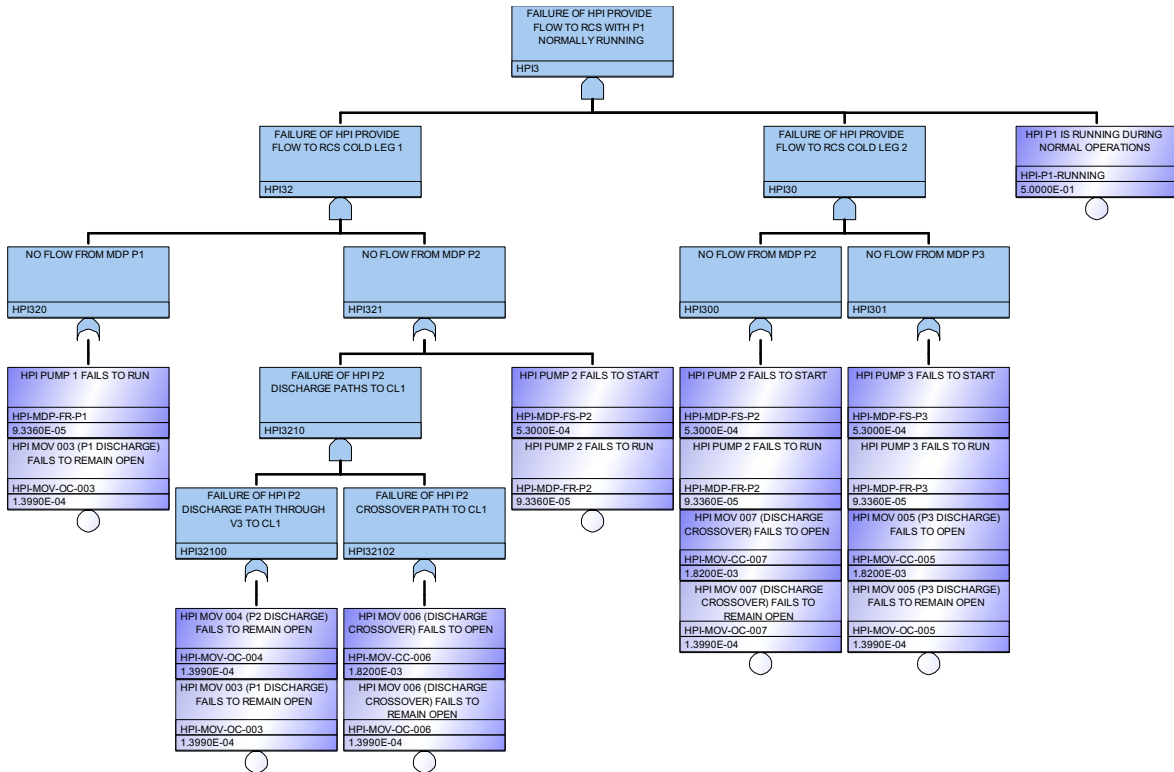 FAILURE OF HPI PROVIDE
FLOW TO RCS WITH P1
NORMALLY RUNNING
HPI3
FAILURE OF HPI PROVIDE
FLOW TO RCS COLD LEG 1
HPI32
FAILURE OF HPI PROVIDE
FLOW TO RCS COLD LEG 2
HPI30
HPI P1 IS RUNNING DURING
NORMAL OPERATIONS
HPI-P1-RUNNING
5.0000E-01
NO FLOW FROM MDP P1
HPI320
NO FLOW FROM MDP P2
HPI321
NO FLOW FROM MDP P2
HPI300
NO FLOW FROM MDP P3
HPI301
HPI PUMP 1 FAILS TO RUN
HPI-MDP-FR-P1
9.3360E-05
HPI MOV 003 (P1 DISCHARGE)
FAILS TO REMAIN OPEN
HPI-MOV-OC-003
1.3990E-04
FAILURE OF HPI P2
DISCHARGE PATHS TO CL1
HPI3210
HPI PUMP 2 FAILS TO START
HPI-MDP-FS-P2
5.3000E-04
HPI PUMP 2 FAILS TO RUN
HPI-MDP-FR-P2
9.3360E-05
HPI PUMP 2 FAILS TO START
HPI-MDP-FS-P2
5.3000E-04
HPI PUMP 2 FAILS TO RUN
HPI-MDP-FR-P2
9.3360E-05
HPI MOV 007 (DISCHARGE
CROSSOVER) FAILS TO OPEN
HPI-MOV-CC-007
1.8200E-03
HPI MOV 007 (DISCHARGE
CROSSOVER) FAILS TO
REMAIN OPEN
HPI-MOV-OC-007
1.3990E-04
HPI PUMP 3 FAILS TO START
HPI-MDP-FS-P3
5.3000E-04
HPI PUMP 3 FAILS TO RUN
HPI-MDP-FR-P3
9.3360E-05
HPI MOV 005 (P3 DISCHARGE)
FAILS TO OPEN
HPI-MOV-CC-005
1.8200E-03
HPI MOV 005 (P3 DISCHARGE)
FAILS TO REMAIN OPEN
HPI-MOV-OC-005
1.3990E-04
FAILURE OF HPI P2
DISCHARGE PATH THROUGH
V3 TO CL1
HPI32100
FAILURE OF HPI P2
CROSSOVER PATH TO CL1
HPI32102
HPI MOV 004 (P2 DISCHARGE)
FAILS TO REMAIN OPEN
HPI-MOV-OC-004
1.3990E-04
HPI MOV 003 (P1 DISCHARGE)
FAILS TO REMAIN OPEN
HPI-MOV-OC-003
1.3990E-04
HPI MOV 006 (DISCHARGE
CROSSOVER) FAILS TO OPEN
HPI-MOV-CC-006
1.8200E-03
HPI MOV 006 (DISCHARGE
CROSSOVER) FAILS TO
REMAIN OPEN
HPI-MOV-OC-006
1.3990E-04